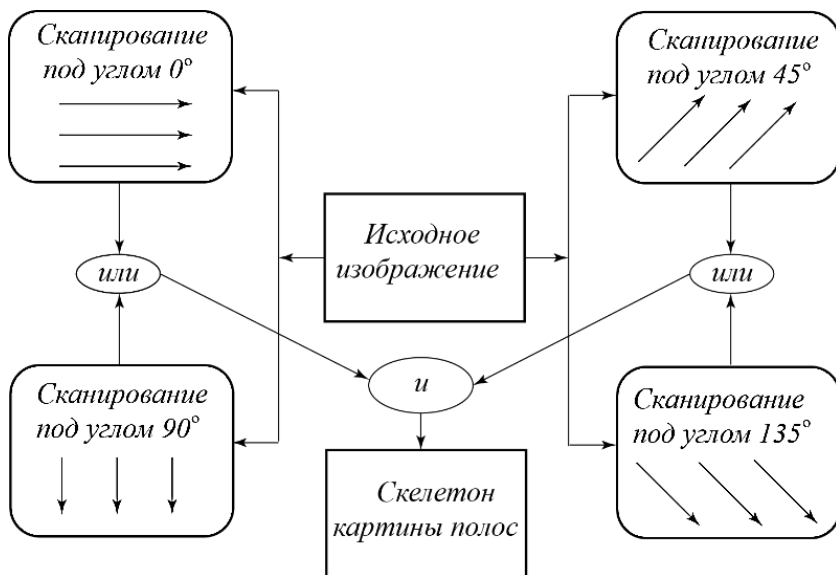 Сканирование
под углом 0°
Сканирование
под углом 45°
Исходное
изображение
или
или
Сканирование
под углом 90°
и
Сканирование
под углом 135°
Скелетон
картины полос